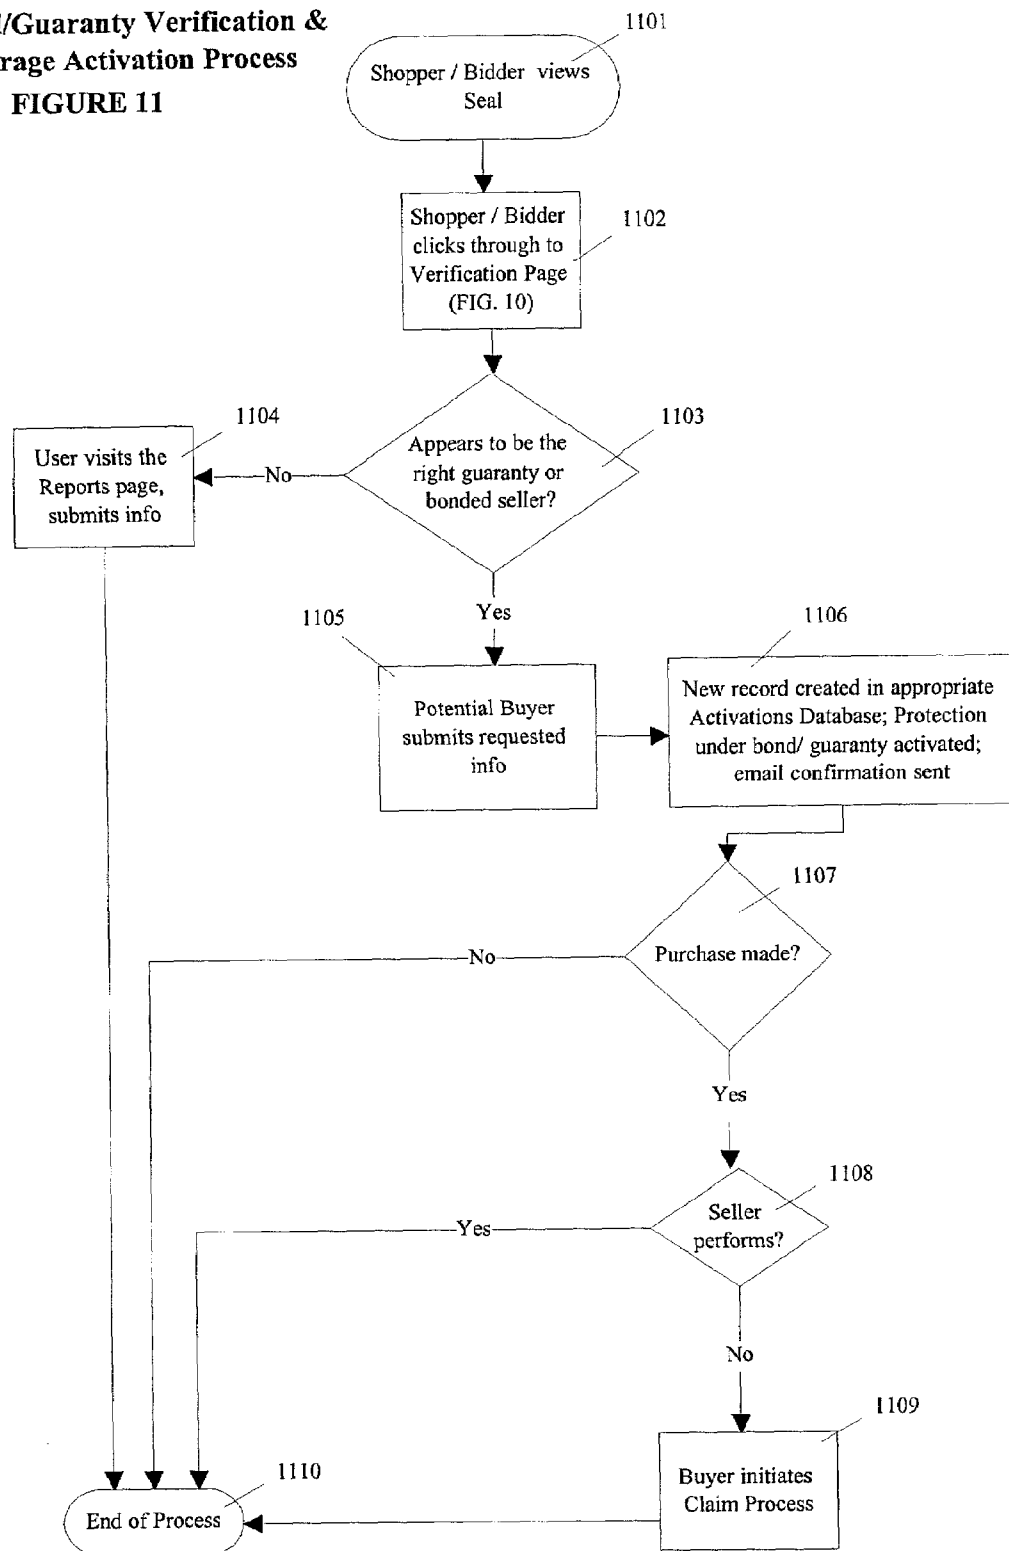 /Guaranty Verification &
rage Activation Process
FIGURE 11
1101
Shopper / Bidder views
Seal
Shopper / Bidder
clicks through to
Verification Page
(FIG. 10)
1102
1103
Appears to be the
right guaranty or
bonded seller?
No
1104
User visits the
Reports page,
submits info
Yes
1105
Potential Buyer
submits requested
info
1106
New record created in appropriate
Activations Database; Protection
under bond/ guaranty activated;
email confirmation sent
1107
Purchase made?
No
Yes
1108
Seller
performs?
Yes
No
1109
Buyer initiates
Claim Process
1110
End of Process